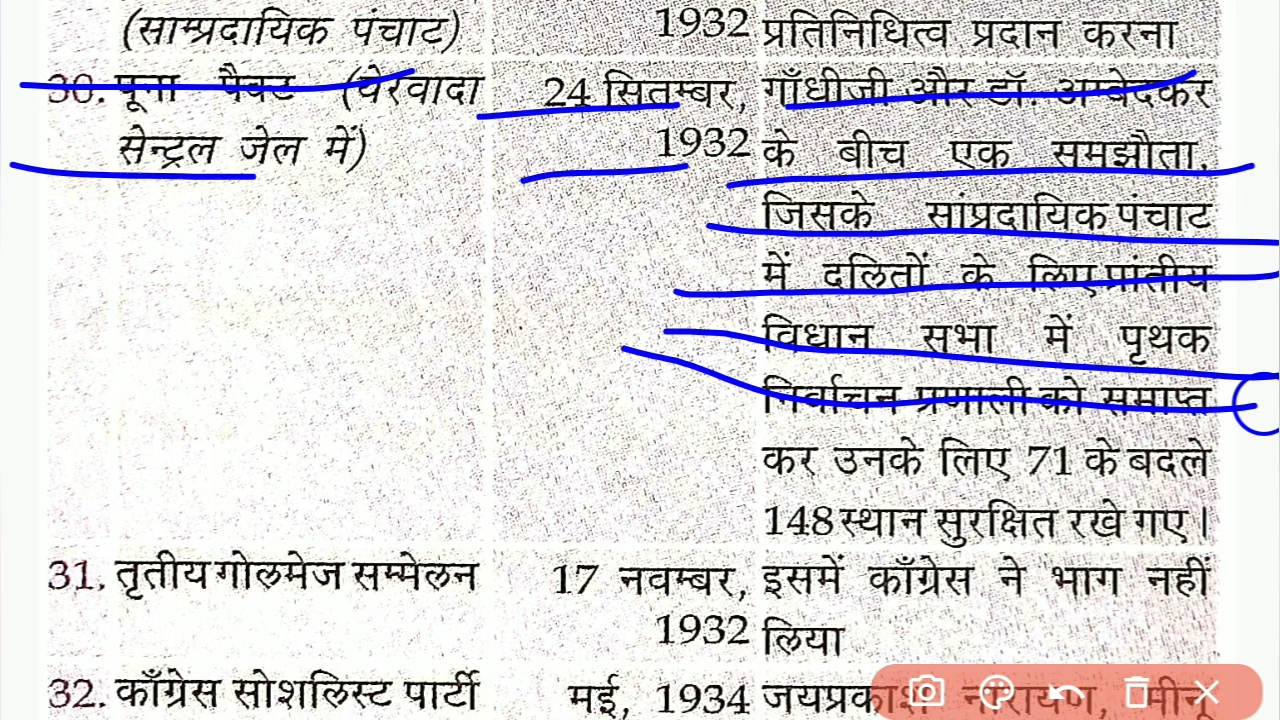 (साम्प्रदायिक पंचाट) 1932 प्रतिनिधित्व प्रदान करना
30. पूना पैक्ट (येरवादा 24 सितम्बर, गाँधीजी और डॉ. अम्बेदकर
सेन्ट्रल जेल में) 1932 के बीच एक समझौता,
जिसके सांप्रदायिक पंचाट
में दलितों के लिए प्रांतीय
विधान सभा में पृथक
निर्वाचन प्रणाली को समाप्त
कर उनके लिए 71 के बदले
148 स्थान सुरक्षित रखे गए।
31. तृतीय गोलमेज सम्मेलन 17 नवम्बर, इसमें काँग्रेस ने भाग नहीं
1932 लिया
32. काँग्रेस सोशलिस्ट पार्टी मई, 1934 जयप्रकाश नारायण,